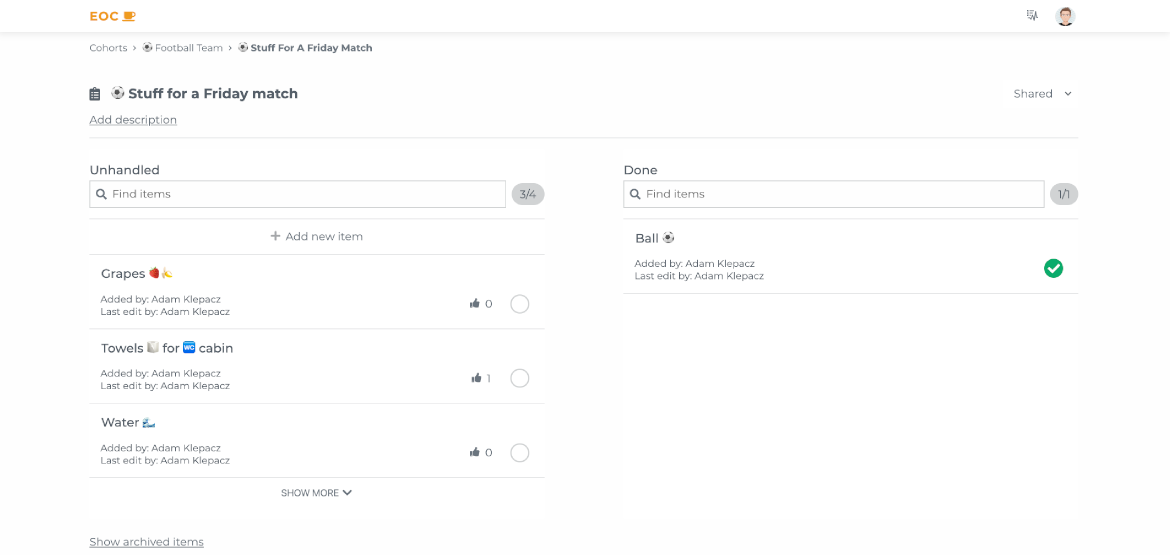 EOC
Cohorts › Football Team › Stuff For A Friday Match
Stuff for a Friday match
Shared
Add description
Unhandled
Find items
3/4
Add new item
Grapes
Added by: Adam Klepacz
Last edit by: Adam Klepacz
0
Towels for WC cabin
Added by: Adam Klepacz
Last edit by: Adam Klepacz
1
Water
Added by: Adam Klepacz
Last edit by: Adam Klepacz
0
SHOW MORE
Done
Find items
1/1
Ball
Added by: Adam Klepacz
Last edit by: Adam Klepacz
Show archived items